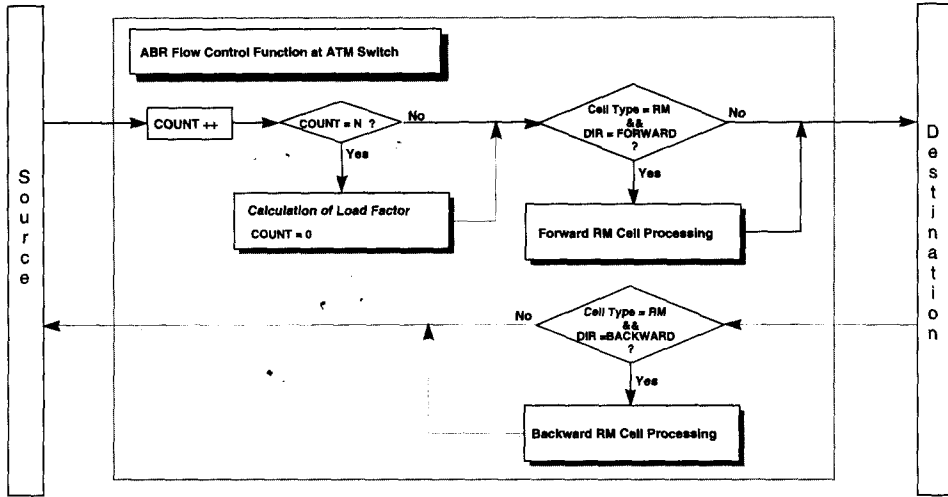 ABR Flow Control Function at ATM Switch
Source
COUNT ++
COUNT = N ?
No
Yes
Calculation of Load Factor
COUNT = 0
Cell Type = RM
&&
DIR = FORWARD
?
No
Yes
Forward RM Cell Processing
Destination
Cell Type = RM
&&
DIR =BACKWARD
?
No
Yes
Backward RM Cell Processing